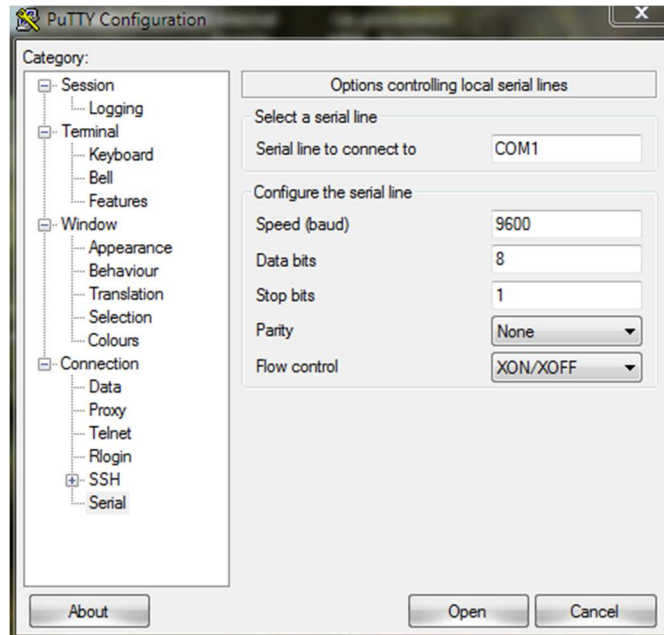 PuTTY Configuration
Category:
Session
Logging
Terminal
Keyboard
Bell
Features
Window
Appearance
Behaviour
Translation
Selection
Colours
Connection
Data
Proxy
Telnet
Rlogin
SSH
Serial
Options controlling local serial lines
Select a serial line
Serial line to connect to COM1
Configure the serial line
Speed (baud) 9600
Data bits 8
Stop bits 1
Parity None
Flow control XON/XOFF
About Open Cancel